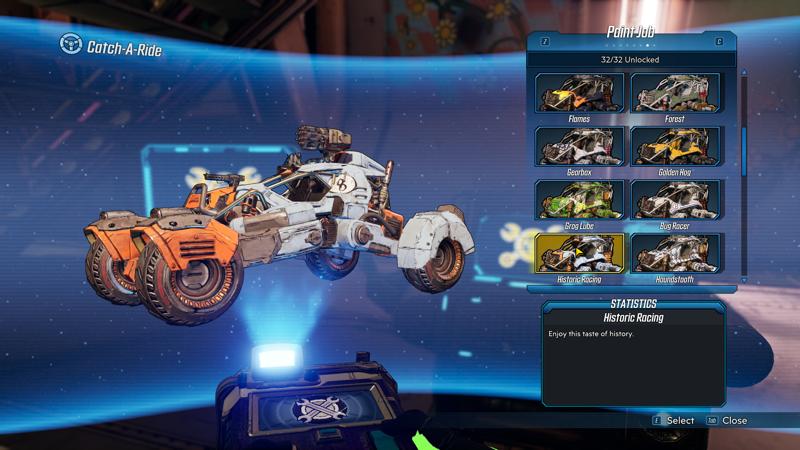 Catch-A-Ride
Paint Job
32/32 Unlocked
Flames
Forest
Gearbox
Golden Hog
Grog Lube
Bug Racer
Historic Racing
Houndstooth
STATISTICS
Historic Racing
Enjoy this taste of history.
E Select
Tab Close